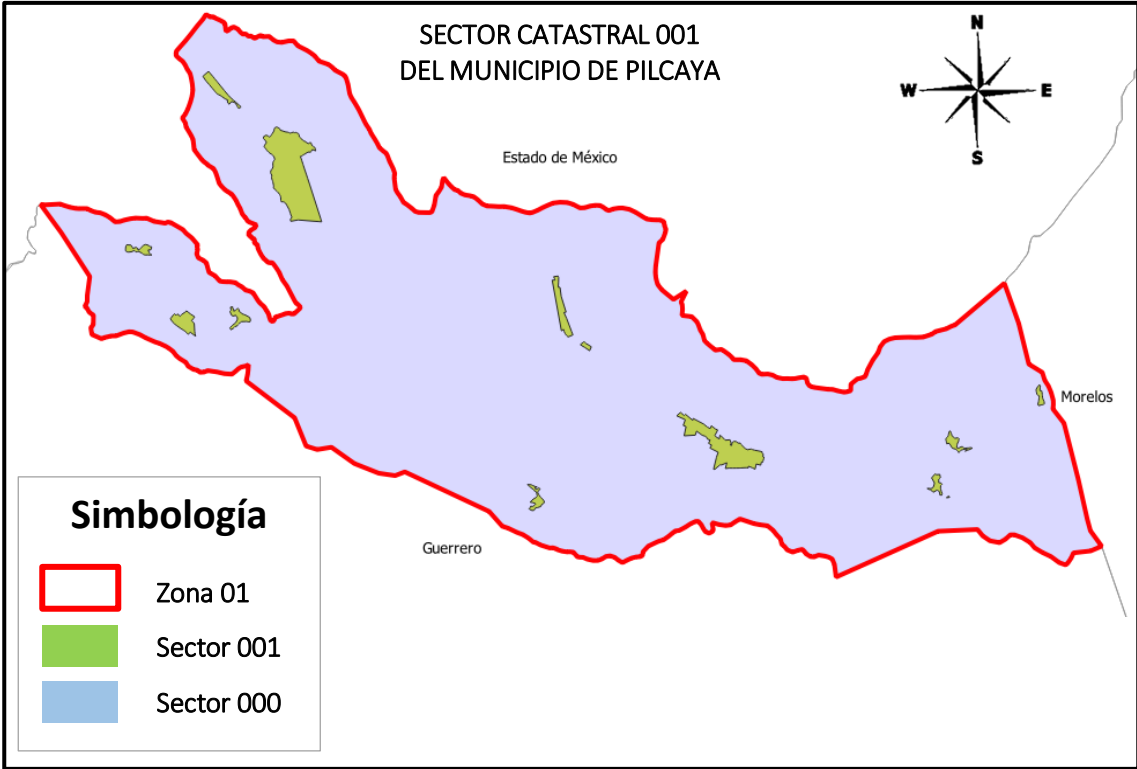 SECTOR CATASTRAL 001
DEL MUNICIPIO DE PILCAYA
N
W
E
S
Estado de México
Morelos
Guerrero
Simbología
Zona 01
Sector 001
Sector 000